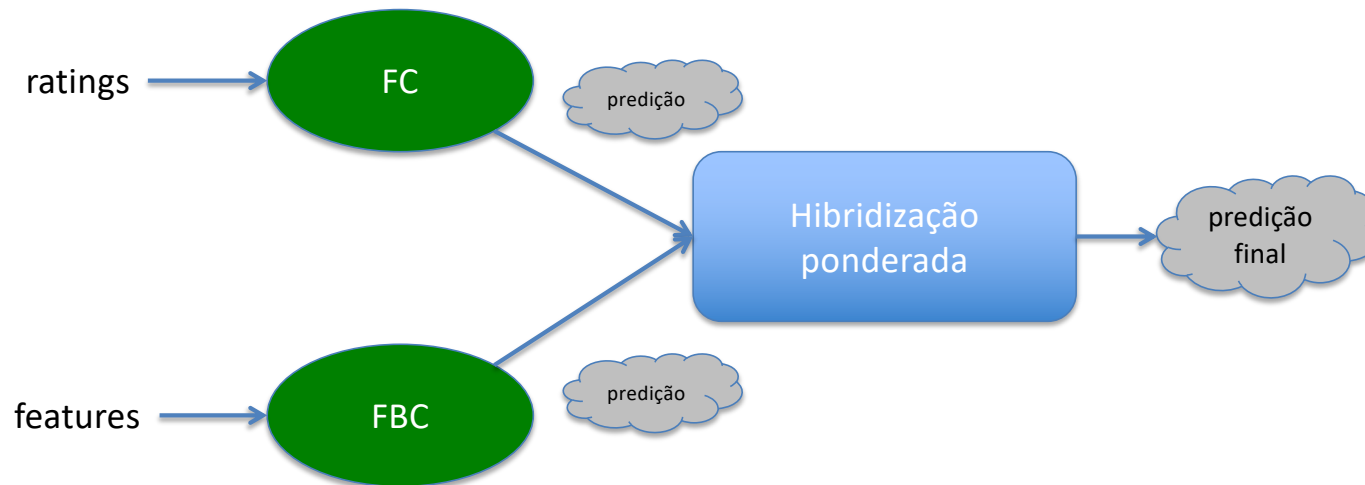 ratings
FC
predição
Hibridização
ponderada
predição
final
features
FBC
predição